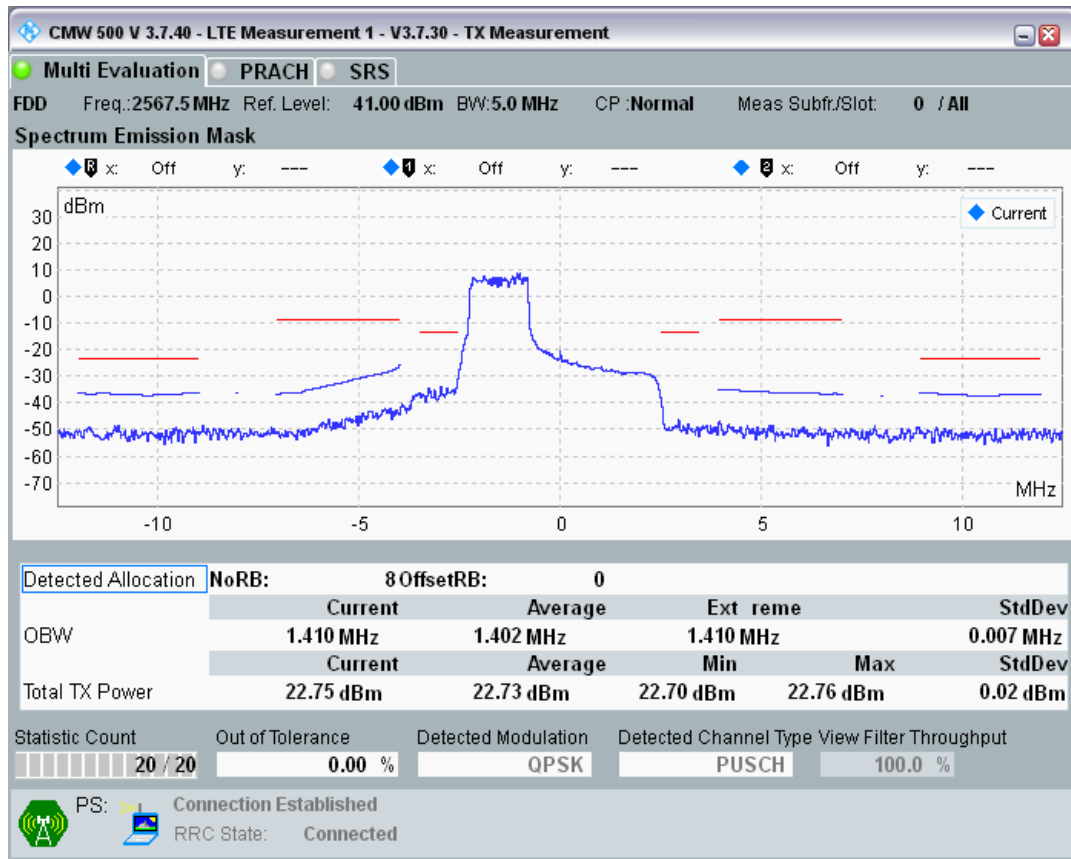 CMW 500 V 3.7.40 - LTE Measurement 1 - V3.7.30 - TX Measurement
Multi Evaluation PRACH SRS
FDD Freq.:2567.5 MHz Ref. Level: 41.00 dBm BW:5.0 MHz CP :Normal Meas Subfr./Slot: 0 / All
Spectrum Emission Mask
R x: Off y: --- 1 x: Off y: --- 2 x: Off y: ---
dBm
Current
30
20
10
0
-10
-20
-30
-40
-50
-60
-70
MHz
-10 -5 0 5 10
Detected Allocation NoRB: 8 OffsetRB: 0
Current Average Ext reme StdDev
OBW 1.410 MHz 1.402 MHz 1.410 MHz 0.007 MHz
Current Average Min Max StdDev
Total TX Power 22.75 dBm 22.73 dBm 22.70 dBm 22.76 dBm 0.02 dBm
Statistic Count Out of Tolerance Detected Modulation Detected Channel Type View Filter Throughput
20 / 20 0.00 % QPSK PUSCH 100.0 %
PS: Connection Established
RRC State: Connected